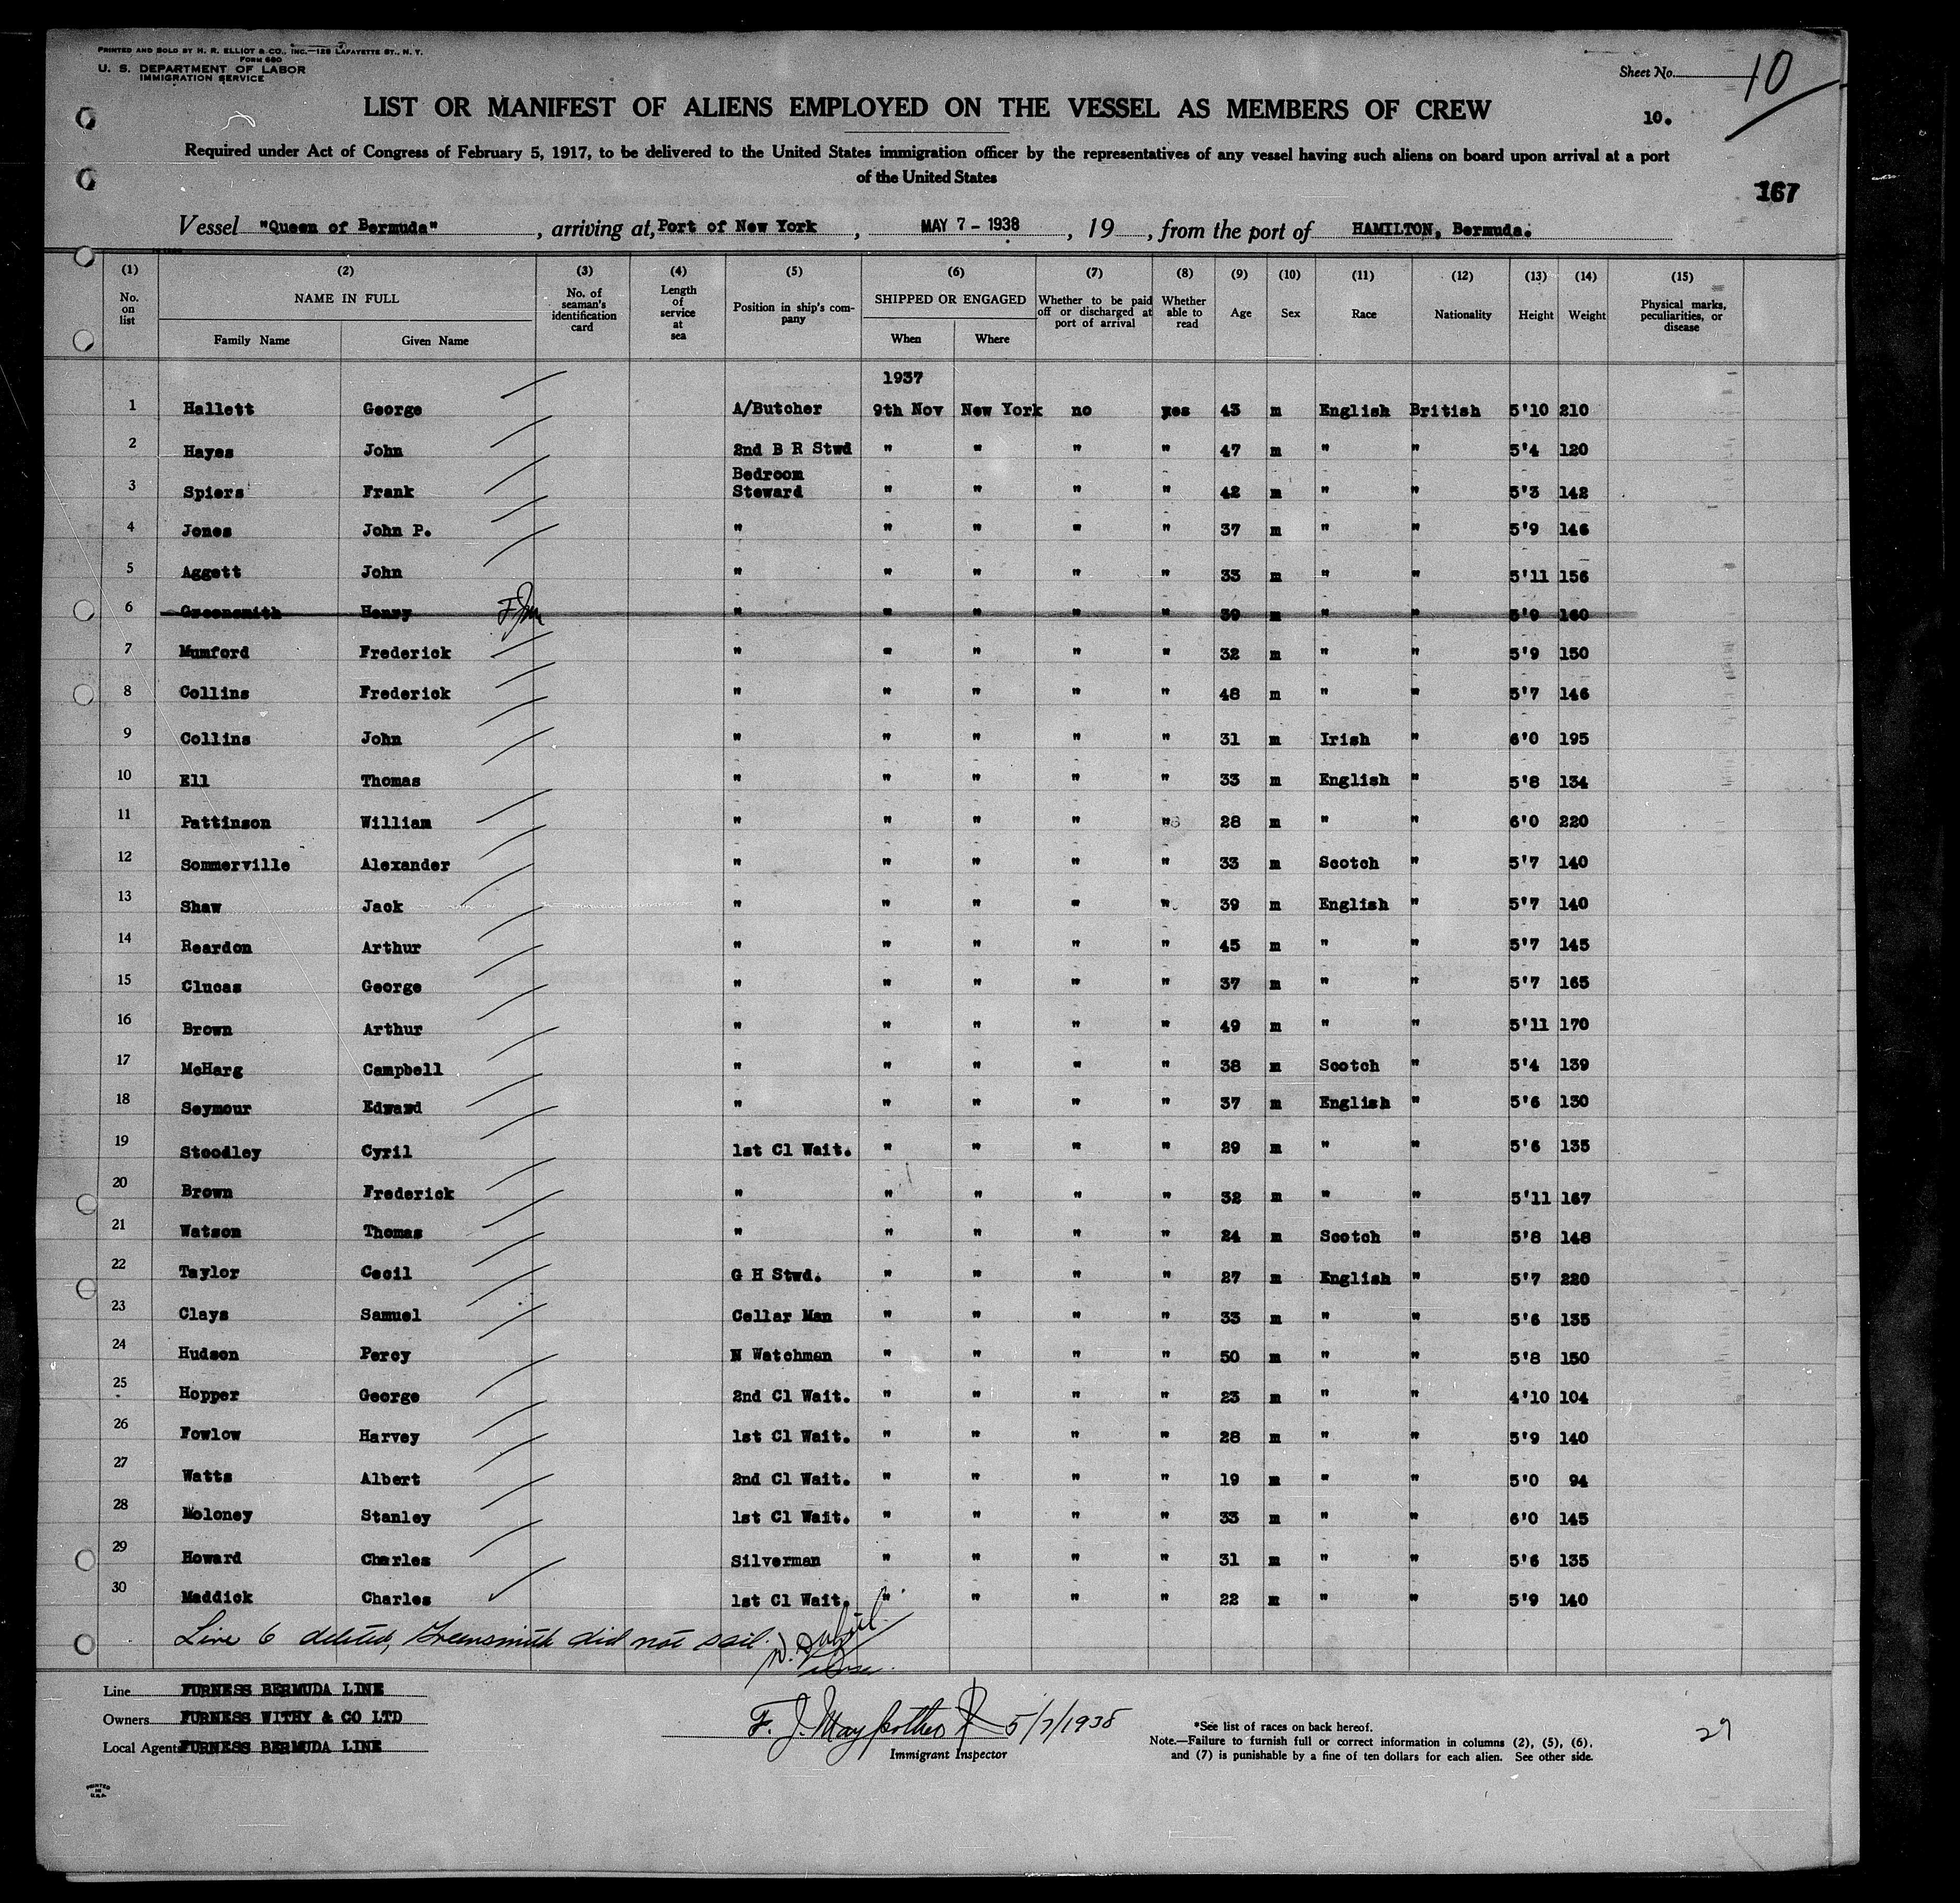 PRINTED AND SOLD BY H. R. ELLIOT & CO., INC.—128 LAFAYETTE ST., N. Y.
FORM 680
U. S. DEPARTMENT OF LABOR
IMMIGRATION SERVICE
Sheet No. 10
LIST OR MANIFEST OF ALIENS EMPLOYED ON THE VESSEL AS MEMBERS OF CREW
10.
Required under Act of Congress of February 5, 1917, to be delivered to the United States immigration officer by the representatives of any vessel having such aliens on board upon arrival at a port
of the United States
167
Vessel "Queen of Bermuda", arriving at, Port of New York, MAY 7 - 1938, 19, from the port of HAMILTON, Bermuda.
(1) (2) (3) (4) (5) (6) (7) (8) (9) (10) (11) (12) (13) (14) (15)
No. on list NAME IN FULL Family Name Given Name No. of seaman's identification card Length of service at sea Position in ship's company SHIPPED OR ENGAGED When Where Whether to be paid off or discharged at port of arrival Whether able to read Age Sex Race Nationality Height Weight Physical marks, peculiarities, or disease
1937
1 Hallett George A/Butcher 9th Nov New York no yes 43 m English British 5'10 210
2 Hayes John 2nd B R Stwd " " " " 47 m " " 5'4 120
3 Spiers Frank Bedroom Steward " " " " 42 m " " 5'3 142
4 Jones John P. " " " " " 37 m " " 5'9 146
5 Aggett John " " " " " 33 m " " 5'11 156
6 Greensmith Henry " " " " " 39 m " " 5'9 160
7 Mumford Frederick " " " " " 32 m " " 5'9 150
8 Collins Frederick " " " " " 48 m " " 5'7 146
9 Collins John " " " " " 31 m Irish " 6'0 195
10 Ell Thomas " " " " " 33 m English " 5'8 134
11 Pattinson William " " " " " 28 m " " 6'0 220
12 Sommerville Alexander " " " " " 33 m Scotch " 5'7 140
13 Shaw Jack " " " " " 39 m English " 5'7 140
14 Reardon Arthur " " " " " 45 m " " 5'7 145
15 Clucas George " " " " " 37 m " " 5'7 165
16 Brown Arthur " " " " " 49 m " " 5'11 170
17 McHarg Campbell " " " " " 38 m Scotch " 5'4 139
18 Seymour Edward " " " " " 37 m English " 5'6 130
19 Stoodley Cyril 1st Cl Wait. " " " " 29 m " " 5'6 135
20 Brown Frederick " " " " " 32 m " " 5'11 167
21 Watson Thomas " " " " " 24 m Scotch " 5'8 148
22 Taylor Cecil G H Stwd. " " " " 27 m English " 5'7 220
23 Clays Samuel Cellar Man " " " " 33 m " " 5'6 135
24 Hudson Percy N Watchman " " " " 50 m " " 5'8 150
25 Hopper George 2nd Cl Wait. " " " " 23 m " " 4'10 104
26 Fowlow Harvey 1st Cl Wait. " " " " 28 m " " 5'9 140
27 Watts Albert 2nd Cl Wait. " " " " 19 m " " 5'0 94
28 Moloney Stanley 1st Cl Wait. " " " " 33 m " " 6'0 145
29 Howard Charles Silverman " " " " 31 m " " 5'6 135
30 Maddick Charles 1st Cl Wait. " " " " 22 m " " 5'9 140
Line 6 deleted, Greensmith did not sail.
Line FURNESS BERMUDA LINE
Owners FURNESS WITHY & CO LTD
Local Agents FURNESS BERMUDA LINE
F. J. 5/7/1938
Immigrant Inspector
*See list of races on back hereof.
Note.—Failure to furnish full or correct information in columns (2), (5), (6),
and (7) is punishable by a fine of ten dollars for each alien. See other side.
29
PRINTED
IN
U.S.A.